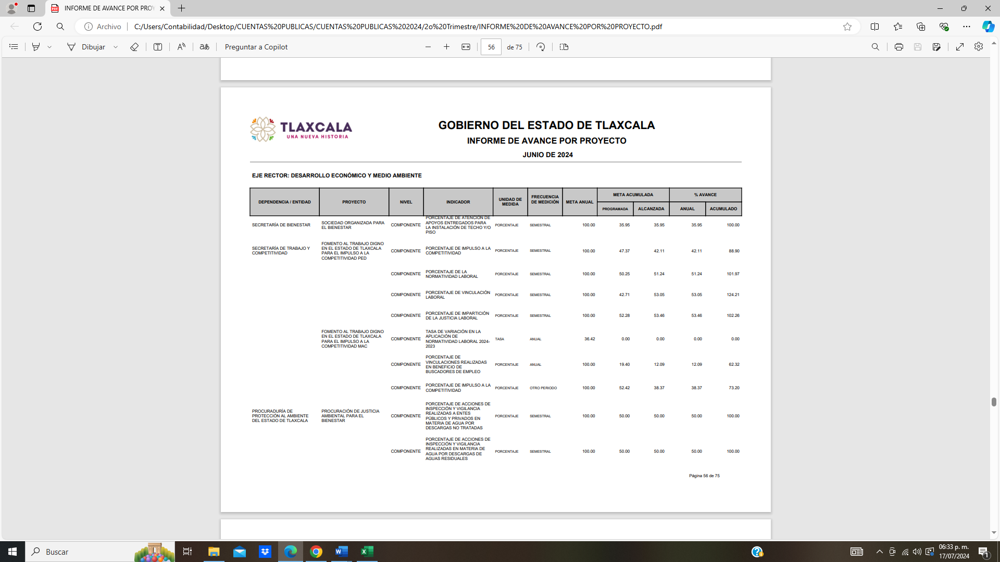 INFORME DE AVANCE POR PROY
Archivo
C:/Users/Contabilidad/Desktop/CUENTAS%20PUBLICAS/CUENTAS%20PUBLICAS%202024/2o%20Trimestre/INFORME%20DE%20AVANCE%20POR%20PROYECTO.pdf
Dibujar
aあ
Preguntar a Copilot
56 de 75
TLAXCALA
UNA NUEVA HISTORIA
GOBIERNO DEL ESTADO DE TLAXCALA
INFORME DE AVANCE POR PROYECTO
JUNIO DE 2024
EJE RECTOR: DESARROLLO ECONÓMICO Y MEDIO AMBIENTE
DEPENDENCIA / ENTIDAD
PROYECTO
NIVEL
INDICADOR
UNIDAD DE
MEDIDA
FRECUENCIA
DE MEDICIÓN
META ANUAL
META ACUMULADA
PROGRAMADA
ALCANZADA
% AVANCE
ANUAL
ACUMULADO
SECRETARÍA DE BIENESTAR
SOCIEDAD ORGANIZADA PARA
EL BIENESTAR
COMPONENTE
PORCENTAJE DE ATENCIÓN DE
APOYOS ENTREGADOS PARA
LA INSTALACIÓN DE TECHO Y/O
PISO
PORCENTAJE
SEMESTRAL
100.00 35.95 35.95 35.95 100.00
SECRETARÍA DE TRABAJO Y
COMPETITIVIDAD
FOMENTO AL TRABAJO DIGNO
EN EL ESTADO DE TLAXCALA
PARA EL IMPULSO A LA
COMPETITIVIDAD PED
COMPONENTE
PORCENTAJE DE IMPULSO A LA
COMPETITIVIDAD
PORCENTAJE
SEMESTRAL
100.00 47.37 42.11 42.11 88.90
COMPONENTE
PORCENTAJE DE LA
NORMATIVIDAD LABORAL
PORCENTAJE
SEMESTRAL
100.00 50.25 51.24 51.24 101.97
COMPONENTE
PORCENTAJE DE VINCULACIÓN
LABORAL
PORCENTAJE
SEMESTRAL
100.00 42.71 53.05 53.05 124.21
COMPONENTE
PORCENTAJE DE IMPARTICIÓN
DE LA JUSTICIA LABORAL
PORCENTAJE
SEMESTRAL
100.00 52.28 53.46 53.46 102.26
FOMENTO AL TRABAJO DIGNO
EN EL ESTADO DE TLAXCALA
PARA EL IMPULSO A LA
COMPETITIVIDAD MAC
COMPONENTE
TASA DE VARIACIÓN EN LA
APLICACIÓN DE
NORMATIVIDAD LABORAL 2024-
2023
TASA
ANUAL
36.42 0.00 0.00 0.00 0.00
COMPONENTE
PORCENTAJE DE
VINCULACIONES REALIZADAS
EN BENEFICIO DE
BUSCADORES DE EMPLEO
PORCENTAJE
ANUAL
100.00 19.40 12.09 12.09 62.32
COMPONENTE
PORCENTAJE DE IMPULSO A LA
COMPETITIVIDAD
PORCENTAJE
OTRO PERIODO
100.00 52.42 38.37 38.37 73.20
PROCURADURÍA DE
PROTECCIÓN AL AMBIENTE
DEL ESTADO DE TLAXCALA
PROCURACIÓN DE JUSTICIA
AMBIENTAL PARA EL
BIENESTAR
COMPONENTE
PORCENTAJE DE ACCIONES DE
INSPECCIÓN Y VIGILANCIA
REALIZADAS A ENTES
PÚBLICOS Y PRIVADOS EN
MATERIA DE AGUA POR
DESCARGAS NO TRATADAS
PORCENTAJE
SEMESTRAL
100.00 50.00 50.00 50.00 100.00
COMPONENTE
PORCENTAJE DE ACCIONES DE
INSPECCIÓN Y VIGILANCIA
REALIZADAS EN MATERIA DE
AGUA POR DESCARGAS DE
AGUAS RESIDUALES
PORCENTAJE
SEMESTRAL
100.00 50.00 50.00 50.00 100.00
Página 56 de 75
Buscar
06:33 p. m.
17/07/2024
1